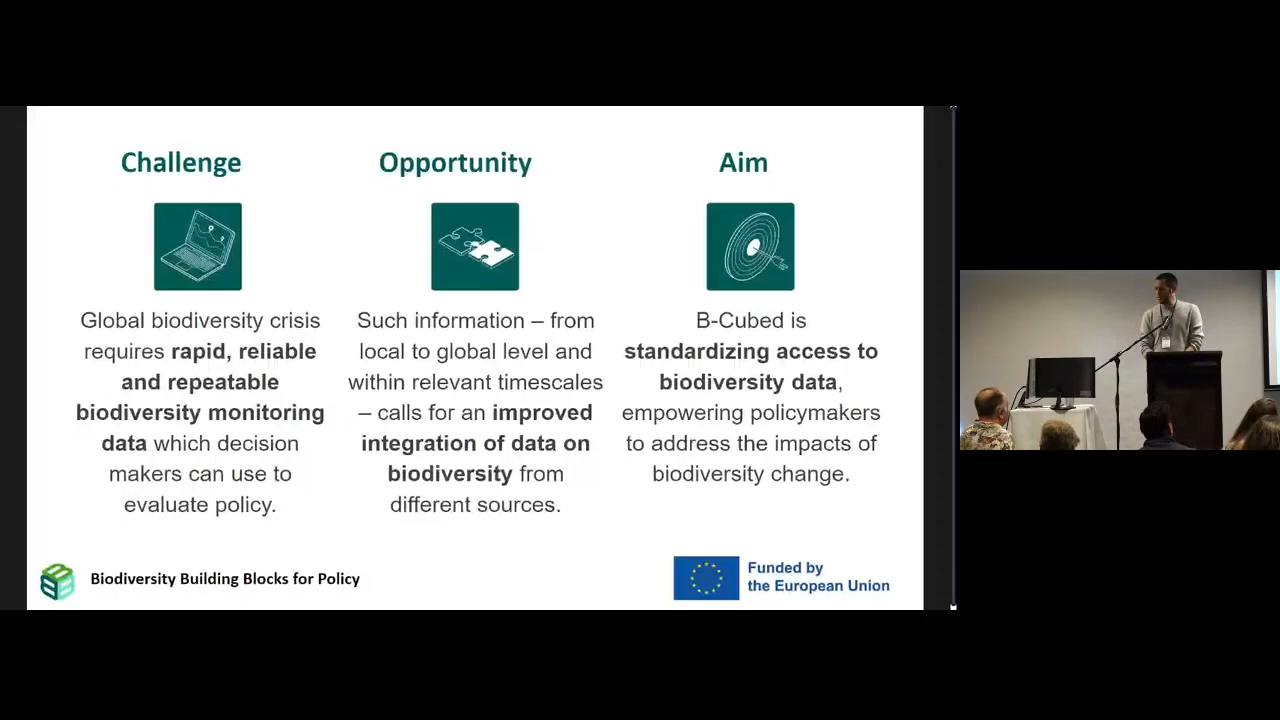 Challenge
Global biodiversity crisis
requires rapid, reliable
and repeatable
biodiversity monitoring
data which decision
makers can use to
evaluate policy.
Opportunity
Such information – from
local to global level and
within relevant timescales
– calls for an improved
integration of data on
biodiversity from
different sources.
Aim
B-Cubed is
standardizing access to
biodiversity data,
empowering policymakers
to address the impacts of
biodiversity change.
Biodiversity Building Blocks for Policy
Funded by
the European Union